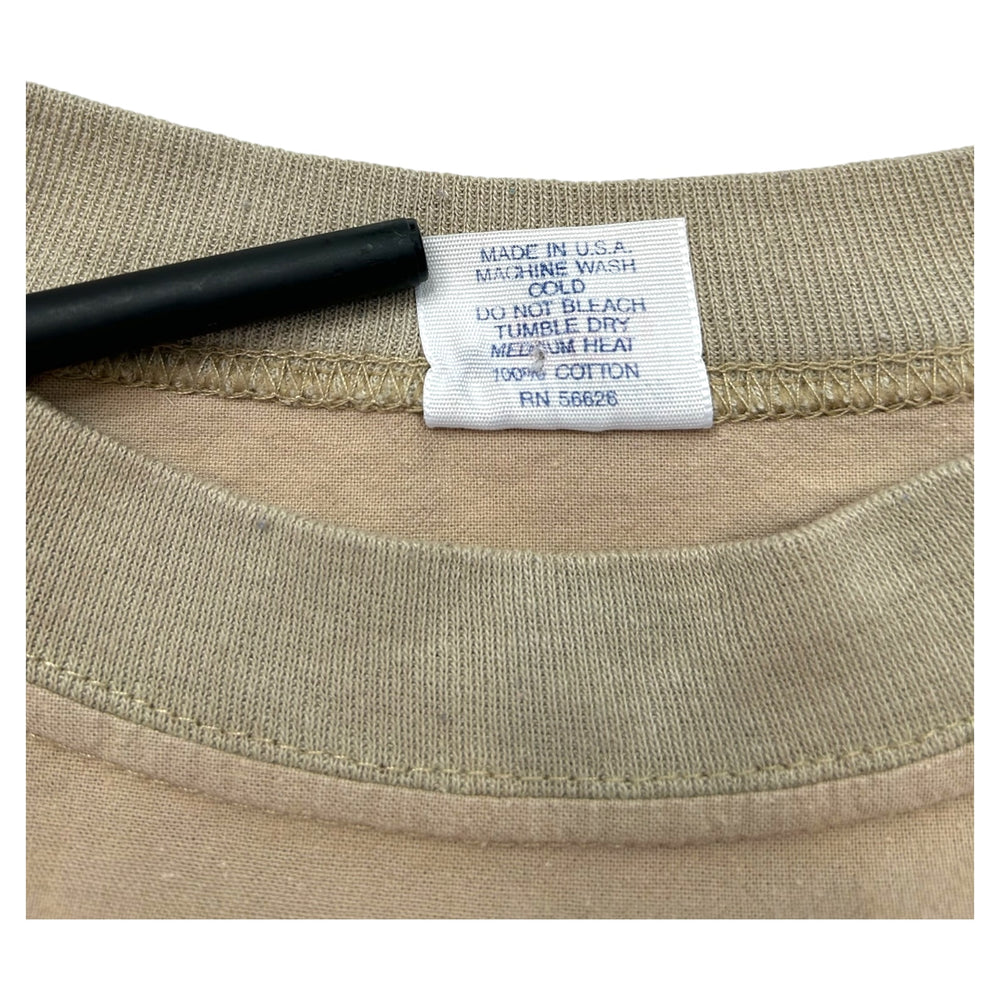 MADE IN U.S.A.
MACHINE WASH
COLD
DO NOT BLEACH
TUMBLE DRY
MEDIUM HEAT
100% COTTON
RN 56626